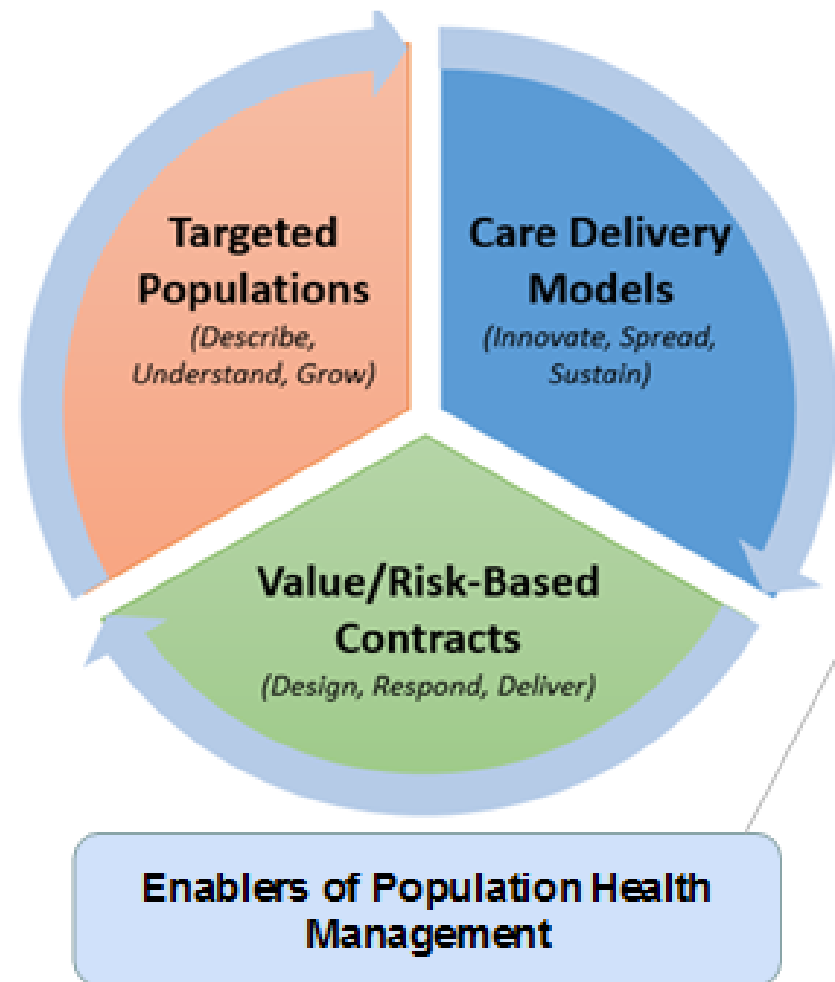 Targeted
Populations
(Describe,
Understand, Grow)
Care Delivery
Models
(Innovate, Spread,
Sustain)
Value/Risk-Based
Contracts
(Design, Respond, Deliver)
Enablers of Population Health
Management